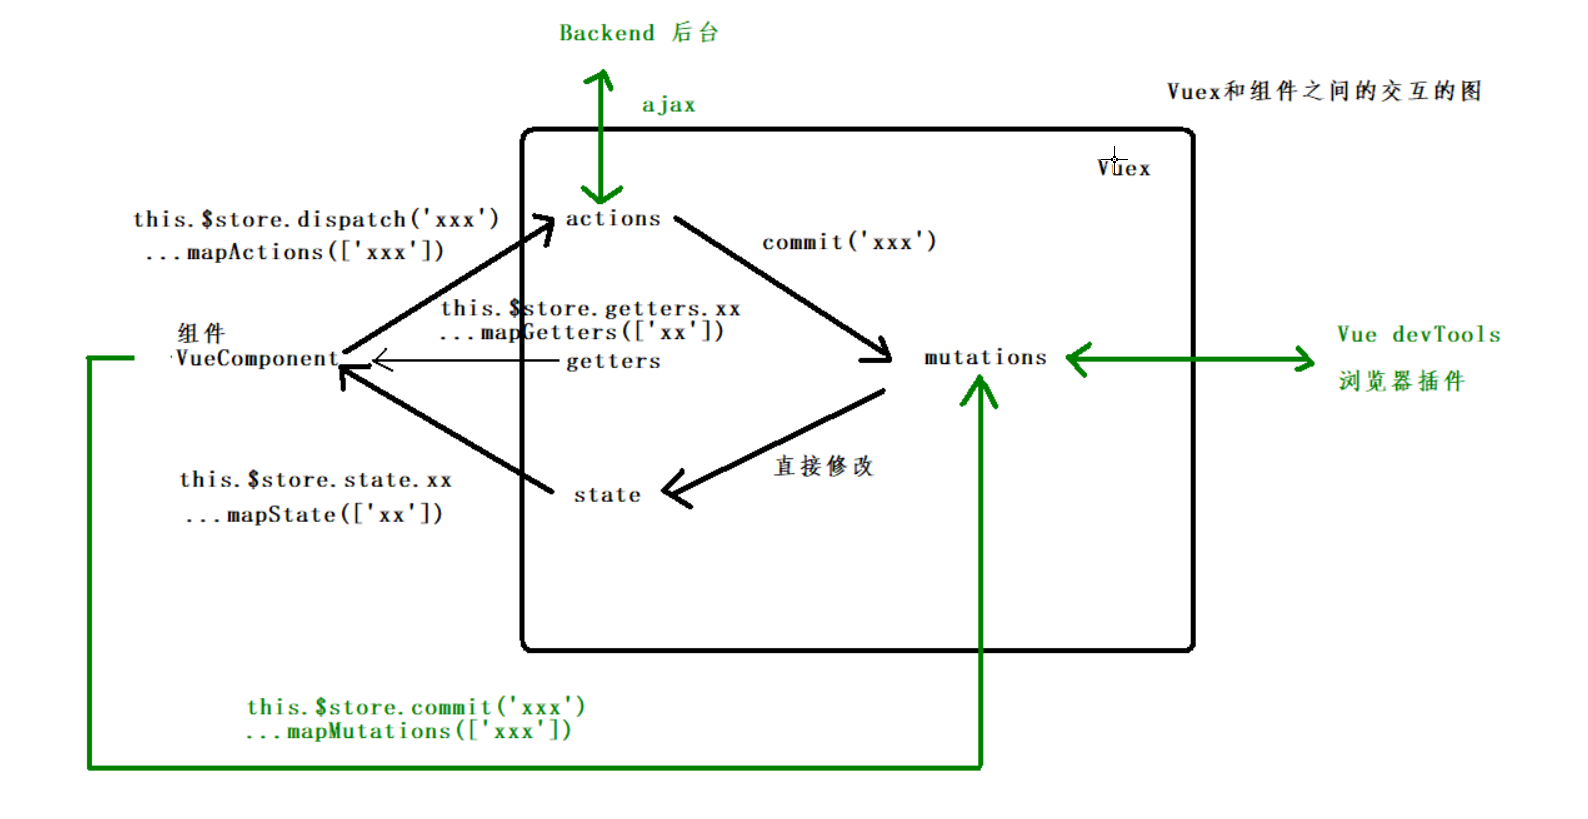 Backend 后台
ajax
Vuex和组件之间的交互的图
Vuex
this.$store.dispatch('xxx')
...mapActions(['xxx'])
actions
commit('xxx')
this.$store.getters.xx
...mapGetters(['xx'])
组件
VueComponent
getters
mutations
Vue devTools
浏览器插件
this.$store.state.xx
...mapState(['xx'])
state
直接修改
this.$store.commit('xxx')
...mapMutations(['xxx'])